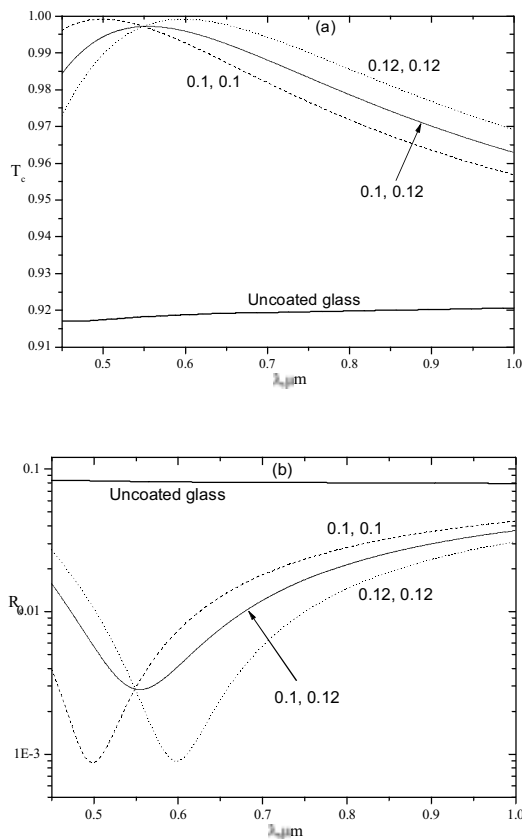 (a)
1.00
0.99
0.98
0.97
0.96
0.95
0.94
0.93
0.92
0.91
T_c
0.12, 0.12
0.1, 0.1
0.1, 0.12
Uncoated glass
0.5 0.6 0.7 0.8 0.9 1.0
λ, μm
(b)
0.1
0.01
1E-3
R
Uncoated glass
0.1, 0.1
0.12, 0.12
0.1, 0.12
0.5 0.6 0.7 0.8 0.9 1.0
λ, μm